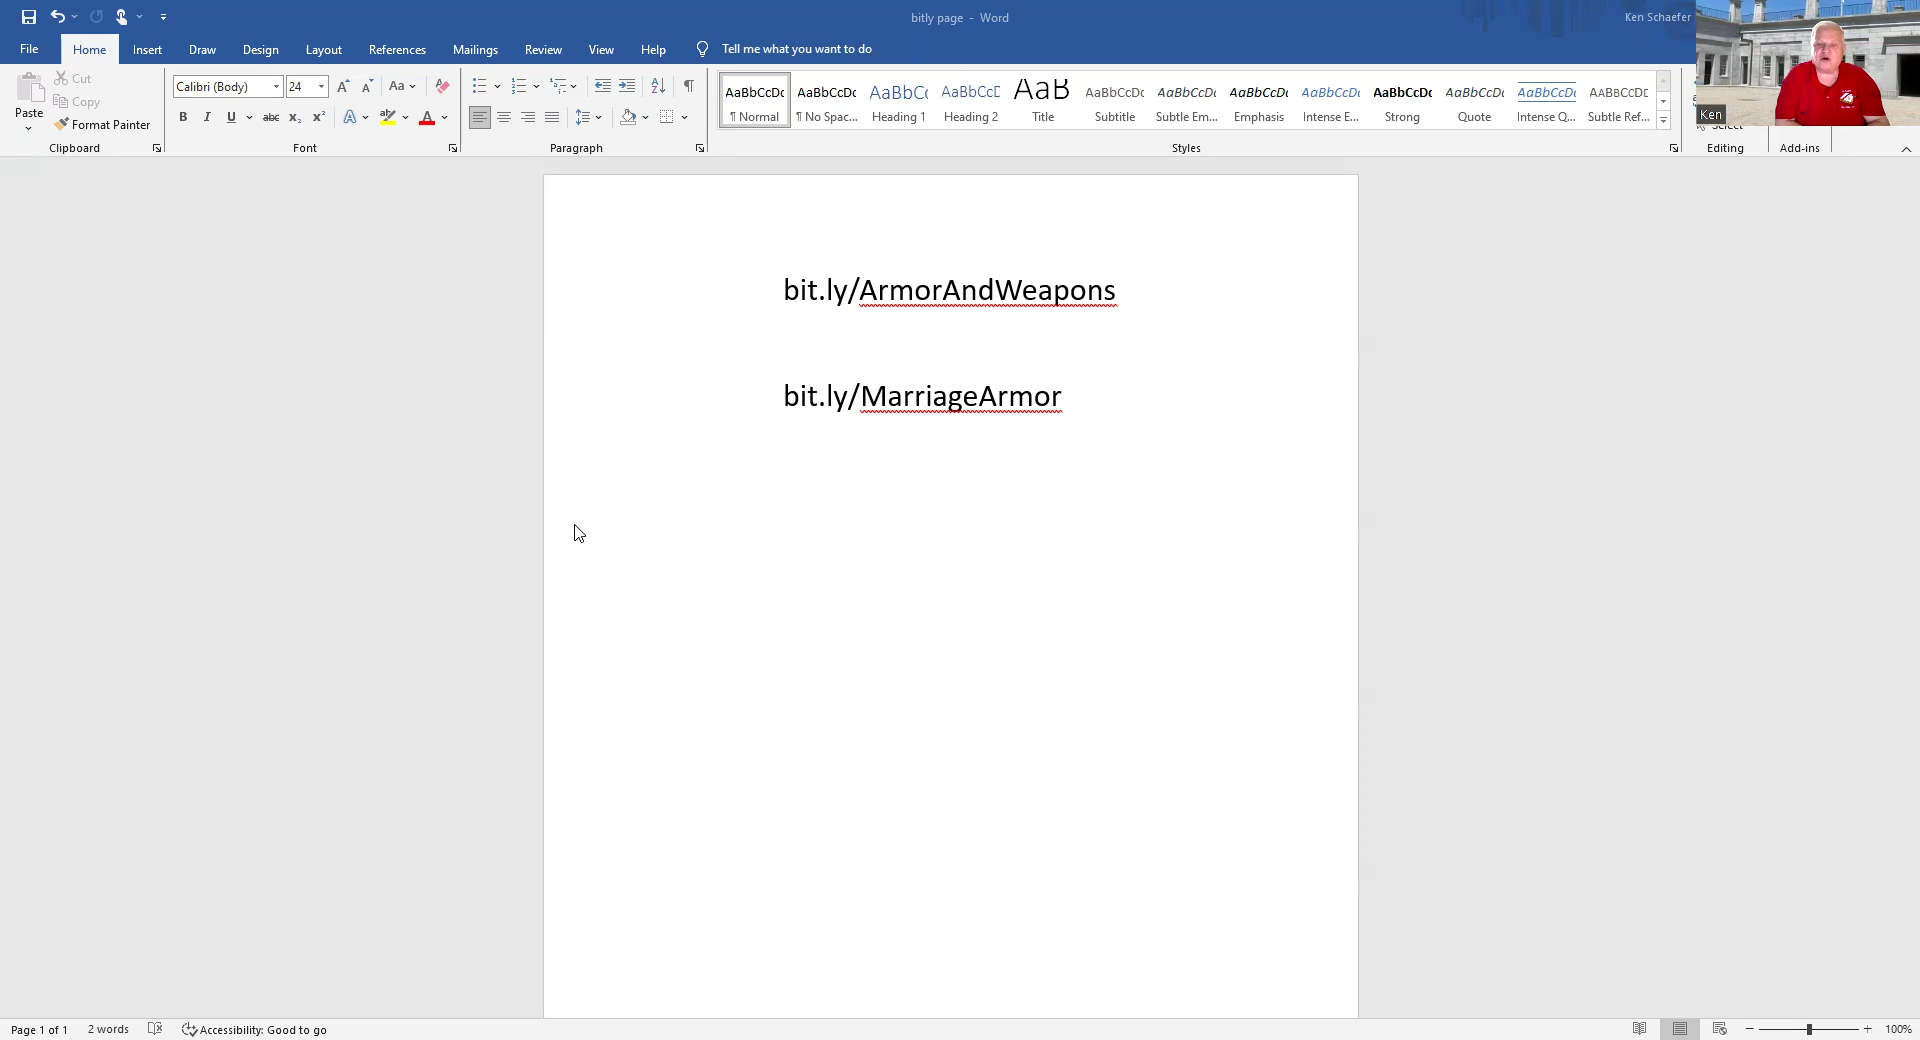 bitly page - Word
Ken Schaefer
File Home Insert Draw Design Layout References Mailings Review View Help Tell me what you want to do
Paste
Cut
Copy
Format Painter
Clipboard
Calibri (Body) 24
Font
Paragraph
AaBbCcDc AaBbCcDc AaBbC( AaBbCcD AaB AaBbCcDc AaBbCcDc AaBbCcDc AaBbCcDc AaBbCcDc AaBbCcDc AaBbCcDc AABBCCDE
¶ Normal ¶ No Spac... Heading 1 Heading 2 Title Subtitle Subtle Em... Emphasis Intense E... Strong Quote Intense Q... Subtle Ref...
Styles
Select
Editing
Add-ins
Ken
bit.ly/ArmorAndWeapons
bit.ly/MarriageArmor
Page 1 of 1 2 words Accessibility: Good to go 100%